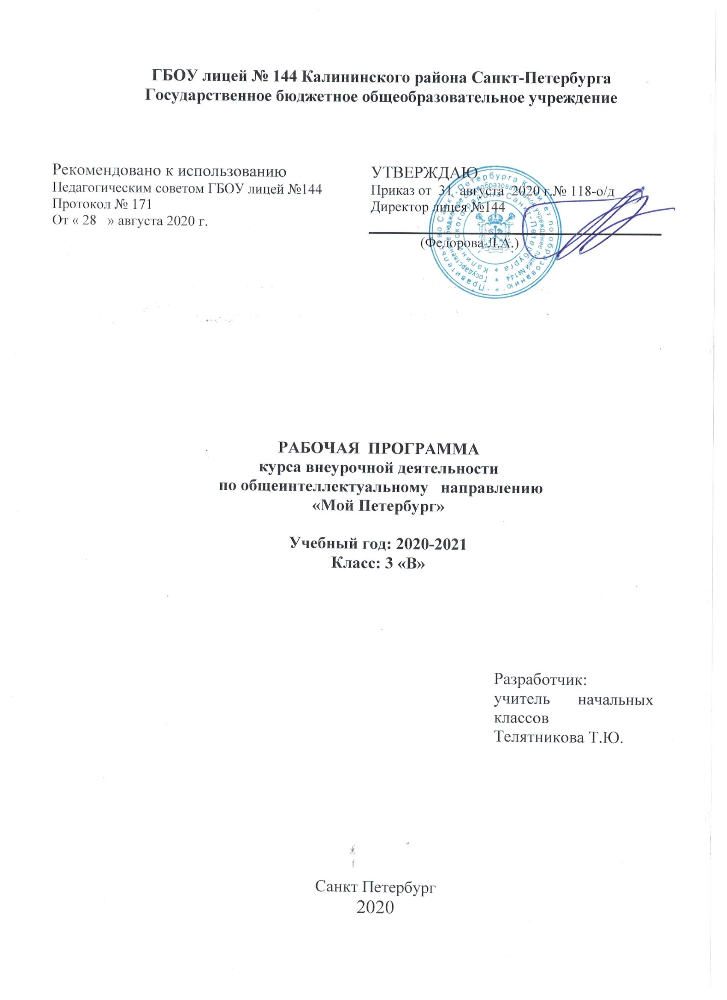 ГБОУ лицей № 144 Калининского района Санкт-Петербурга
Государственное бюджетное общеобразовательное учреждение
Рекомендовано к использованию
Педагогическим советом ГБОУ лицей №144
Протокол № 171
От « 28 » августа 2020 г.
УТВЕРЖДАЮ
Приказ от 31 августа 2020 г.№ 118-о/д
Директор лицея №144
(Федорова Л.А.)
Правительство Санкт-Петербурга Комитет по образованию *
Государственное бюджетное общеобразовательное учреждение лицей №144 *
Калининского района Санкт-Петербурга *
РАБОЧАЯ ПРОГРАММА
курса внеурочной деятельности
по общеинтеллектуальному направлению
«Мой Петербург»
Учебный год: 2020-2021
Класс: 3 «В»
Разработчик:
учитель начальных
классов
Телятникова Т.Ю.
Санкт Петербург
2020